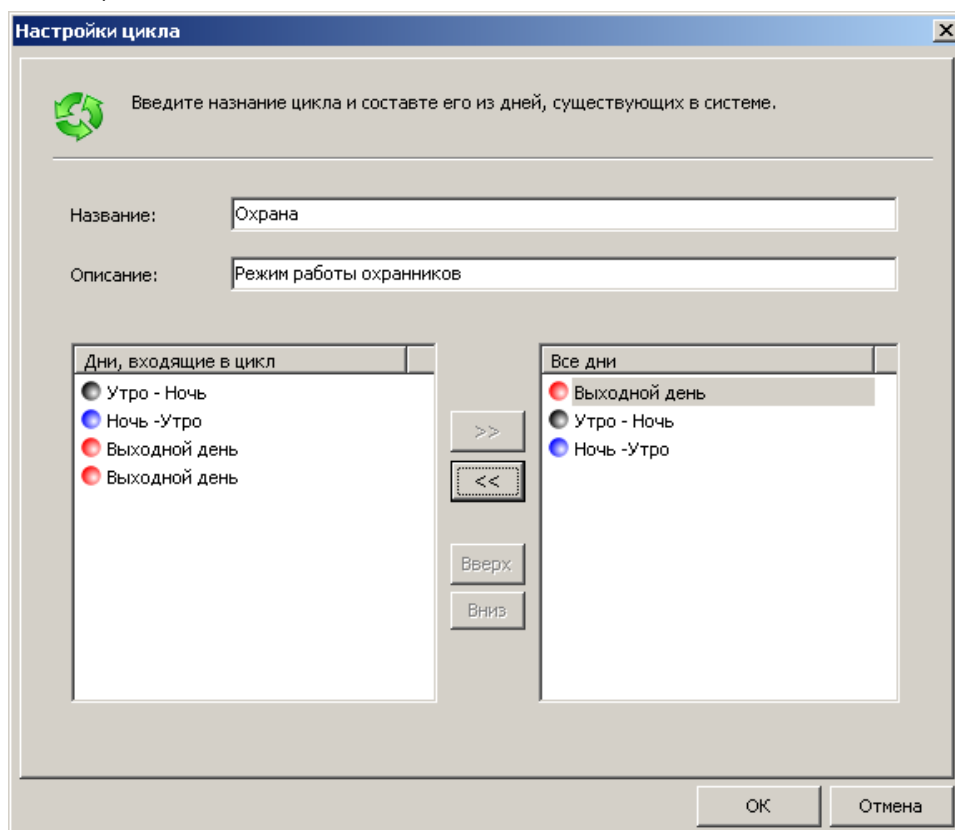 Настройки цикла
Введите назнание цикла и составте его из дней, существующих в системе.
Название:
Охрана
Описание:
Режим работы охранников
Дни, входящие в цикл
Утро - Ночь
Ночь -Утро
Выходной день
Выходной день
>>
<<
Вверх
Вниз
Все дни
Выходной день
Утро - Ночь
Ночь -Утро
ОК
Отмена